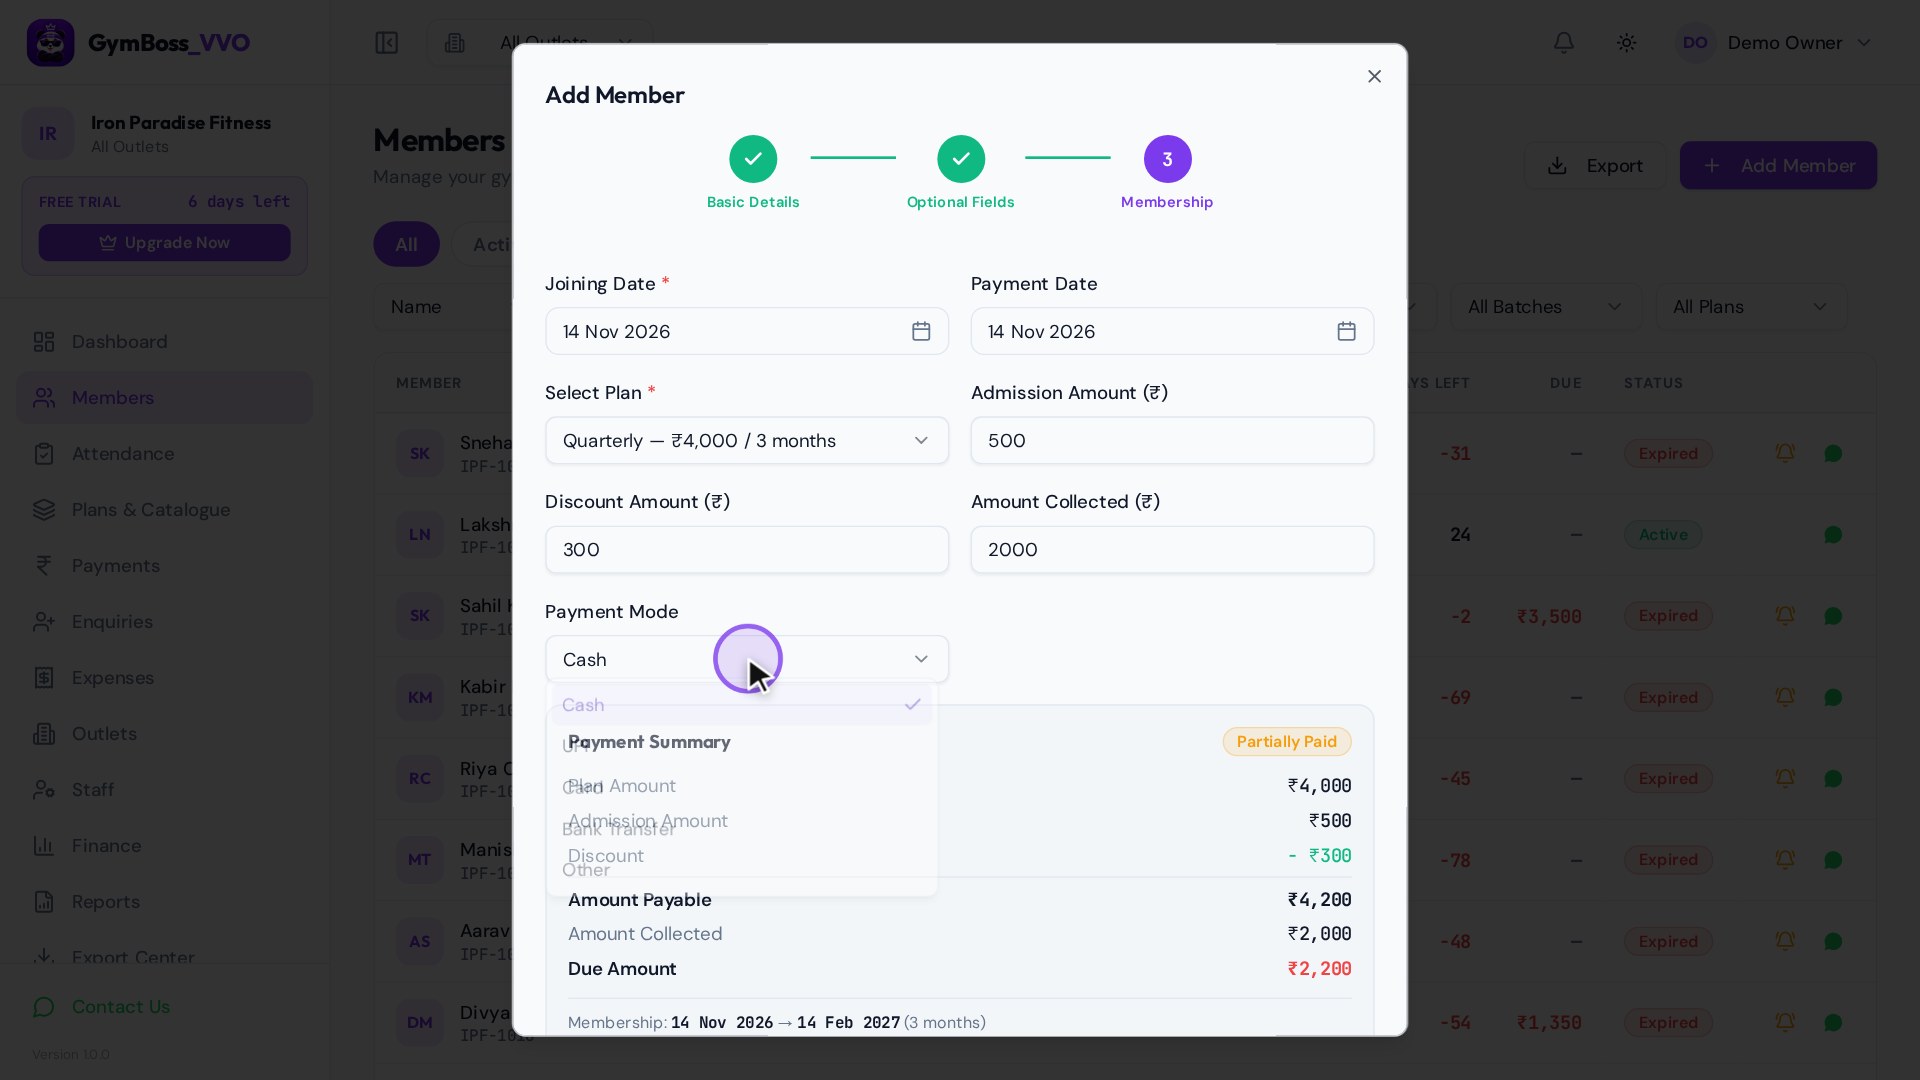 GymBoss_VVO
All Outlets
DO
Demo Owner
IR
Iron Paradise Fitness
All Outlets
FREE TRIAL
6 days left
Upgrade Now
Dashboard
Members
Attendance
Plans & Catalogue
Payments
Enquiries
Expenses
Outlets
Staff
Finance
Reports
Export Center
Contact Us
Version 1.0.0
Members
Manage your gy
Export
Add Member
All
Name
All Batches
All Plans
MEMBER
LEFT
DUE
STATUS
SK
Sneha
-31
—
Expired
LN
24
—
Active
SK
Sahil
-2
₹3,500
Expired
KM
Kabir
-69
—
Expired
RC
Riya
-45
—
Expired
MT
-78
—
Expired
AS
Aarav
-48
—
Expired
DM
-54
₹1,350
Expired
Add Member
3
Basic Details
Optional Fields
Membership
Joining Date *
Payment Date
14 Nov 2026
14 Nov 2026
Select Plan *
Admission Amount (₹)
Quarterly — ₹4,000 / 3 months
500
Discount Amount (₹)
Amount Collected (₹)
300
2000
Payment Mode
Cash
Cash
UPI
Card
Bank Transfer
Other
Payment Summary
Partially Paid
Plan Amount
₹4,000
Admission Amount
₹500
Discount
- ₹300
Amount Payable
₹4,200
Amount Collected
₹2,000
Due Amount
₹2,200
Membership: 14 Nov 2026 → 14 Feb 2027 (3 months)